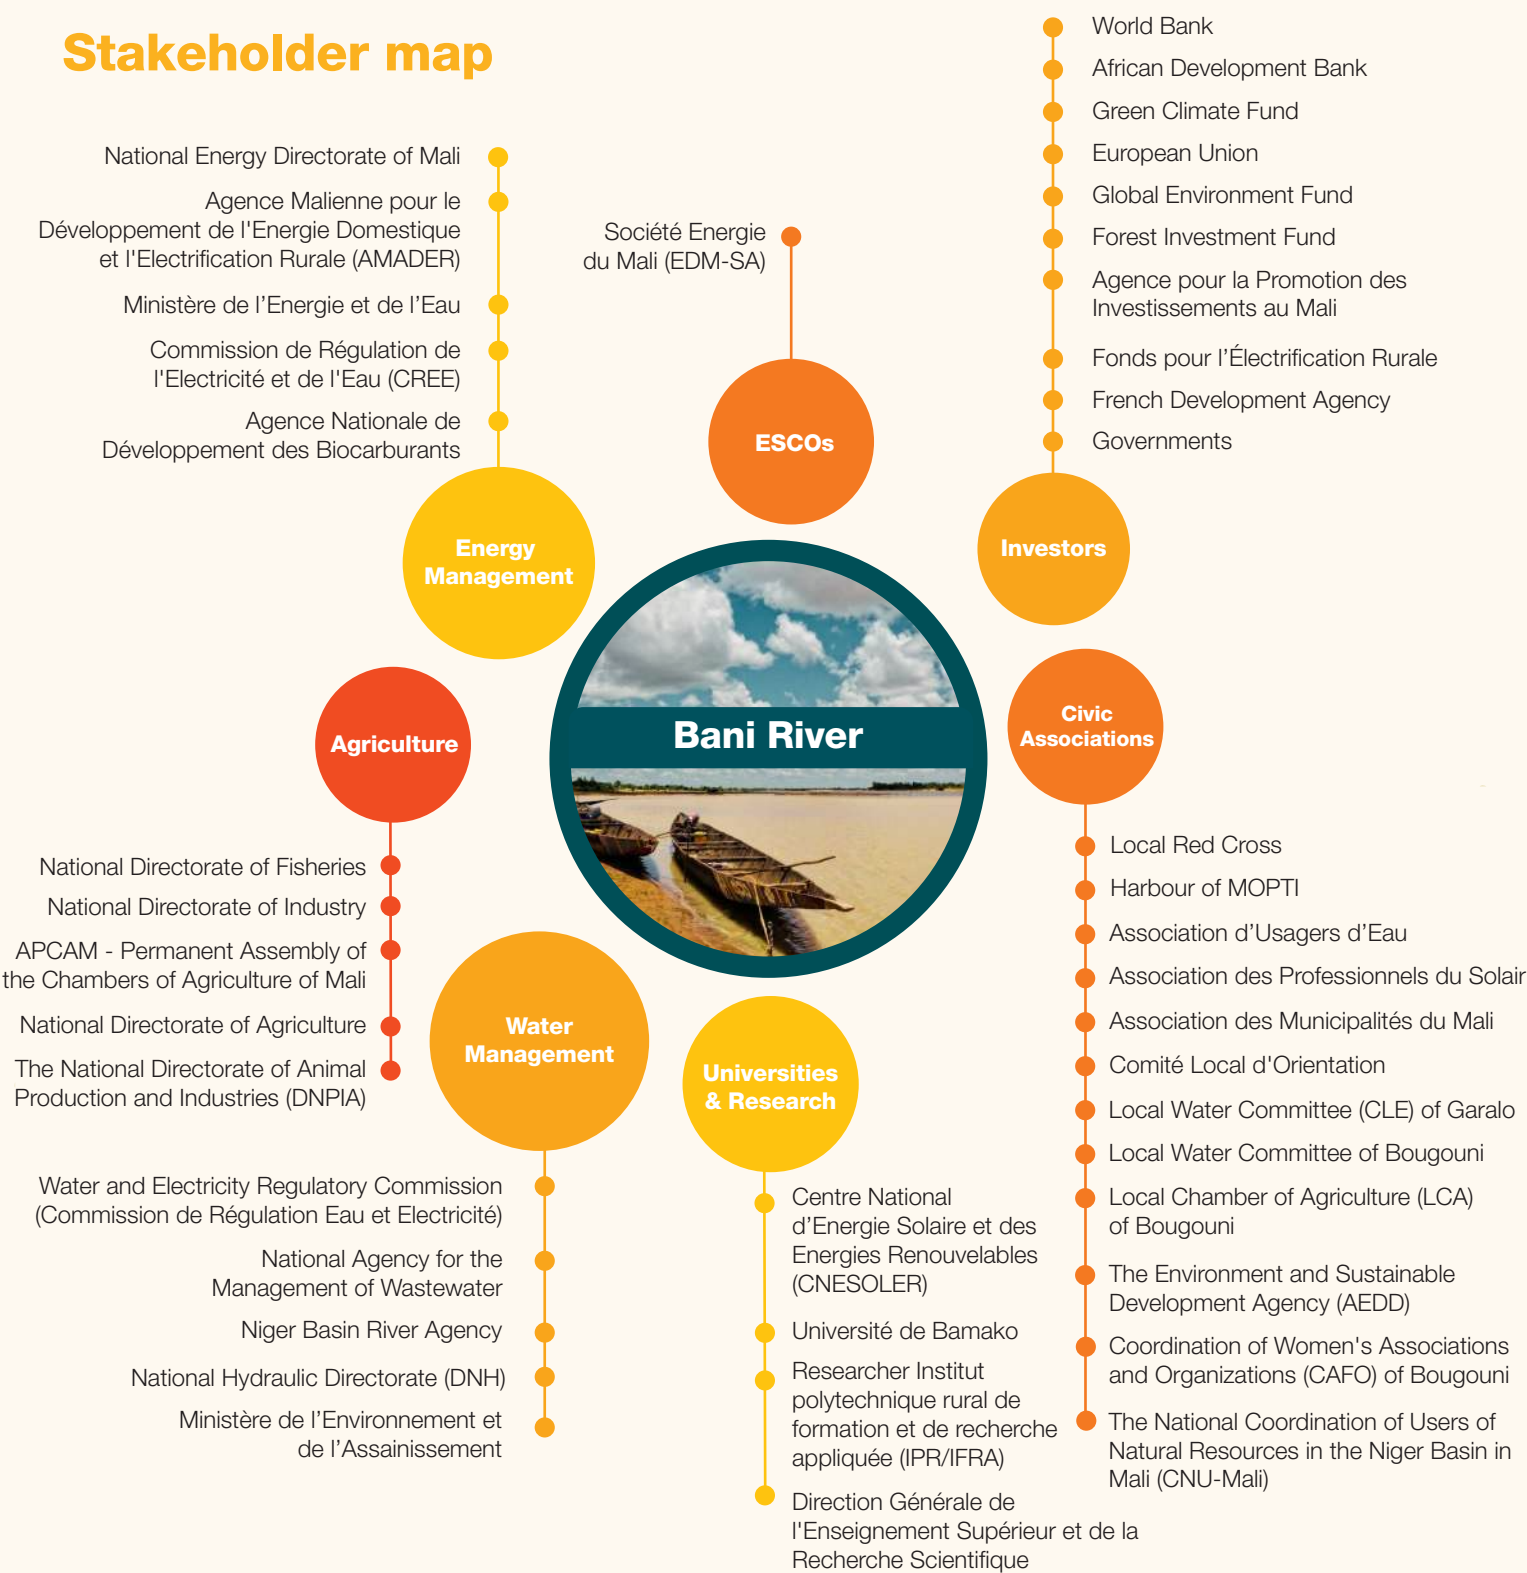 Stakeholder map
National Energy Directorate of Mali
Agence Malienne pour le
Développement de l'Energie Domestique
et l'Electrification Rurale (AMADER)
Ministère de l’Energie et de l’Eau
Commission de Régulation de
l'Electricité et de l'Eau (CREE)
Agence Nationale de
Développement des Biocarburants
Energy
Management
Société Energie
du Mali (EDM-SA)
ESCOs
World Bank
African Development Bank
Green Climate Fund
European Union
Global Environment Fund
Forest Investment Fund
Agence pour la Promotion des
Investissements au Mali
Fonds pour l’Électrification Rurale
French Development Agency
Governments
Investors
Bani River
Agriculture
National Directorate of Fisheries
National Directorate of Industry
APCAM - Permanent Assembly of
the Chambers of Agriculture of Mali
National Directorate of Agriculture
The National Directorate of Animal
Production and Industries (DNPIA)
Water
Management
Water and Electricity Regulatory Commission
(Commission de Régulation Eau et Electricité)
National Agency for the
Management of Wastewater
Niger Basin River Agency
National Hydraulic Directorate (DNH)
Ministère de l’Environnement et
de l’Assainissement
Universities
& Research
Centre National
d’Energie Solaire et des
Energies Renouvelables
(CNESOLER)
Université de Bamako
Researcher Institut
polytechnique rural de
formation et de recherche
appliquée (IPR/IFRA)
Direction Générale de
l'Enseignement Supérieur et de la
Recherche Scientifique
Civic
Associations
Local Red Cross
Harbour of MOPTI
Association d’Usagers d’Eau
Association des Professionnels du Solair
Association des Municipalités du Mali
Comité Local d'Orientation
Local Water Committee (CLE) of Garalo
Local Water Committee of Bougouni
Local Chamber of Agriculture (LCA)
of Bougouni
The Environment and Sustainable
Development Agency (AEDD)
Coordination of Women's Associations
and Organizations (CAFO) of Bougouni
The National Coordination of Users of
Natural Resources in the Niger Basin in
Mali (CNU-Mali)